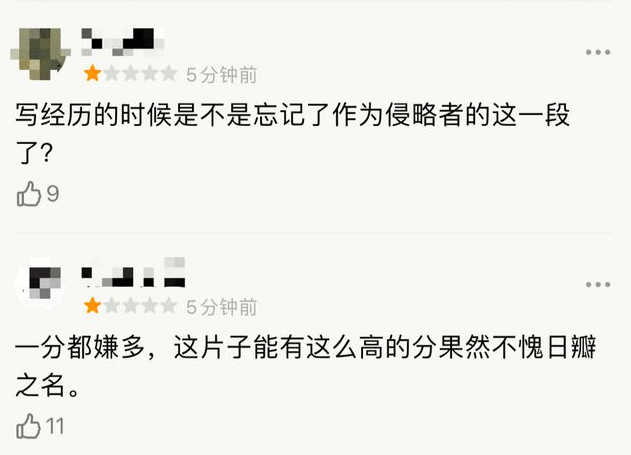 5分钟前
写经历的时候是不是忘记了作为侵略者的这一段
了?
9
5分钟前
一分都嫌多，这片子能有这么高的分果然不愧日瓣
之名。
11